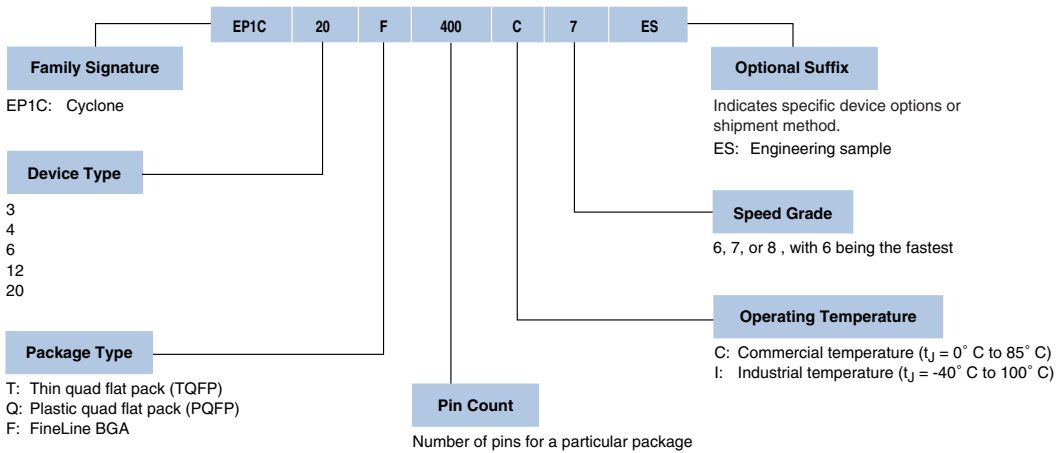 EP1C 20 F 400 C 7 ES
Family Signature
EP1C: Cyclone
Device Type
3
4
6
12
20
Package Type
T: Thin quad flat pack (TQFP)
Q: Plastic quad flat pack (PQFP)
F: FineLine BGA
Pin Count
Number of pins for a particular package
Optional Suffix
Indicates specific device options or
shipment method.
ES: Engineering sample
Speed Grade
6, 7, or 8 , with 6 being the fastest
Operating Temperature
C: Commercial temperature (tJ = 0˚ C to 85˚ C)
I: Industrial temperature (tJ = -40˚ C to 100˚ C)